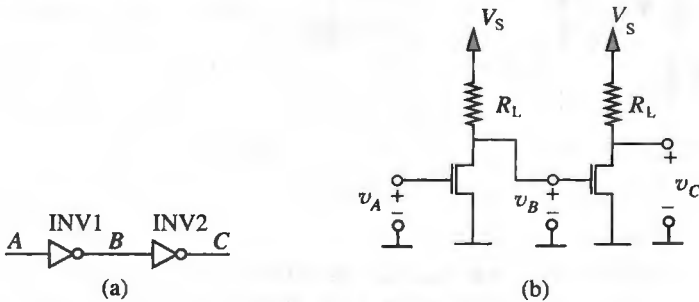 V_S V_S
R_L R_L
v_A + − v_B + − v_C + −
INV1 INV2
A B C
(a) (b)